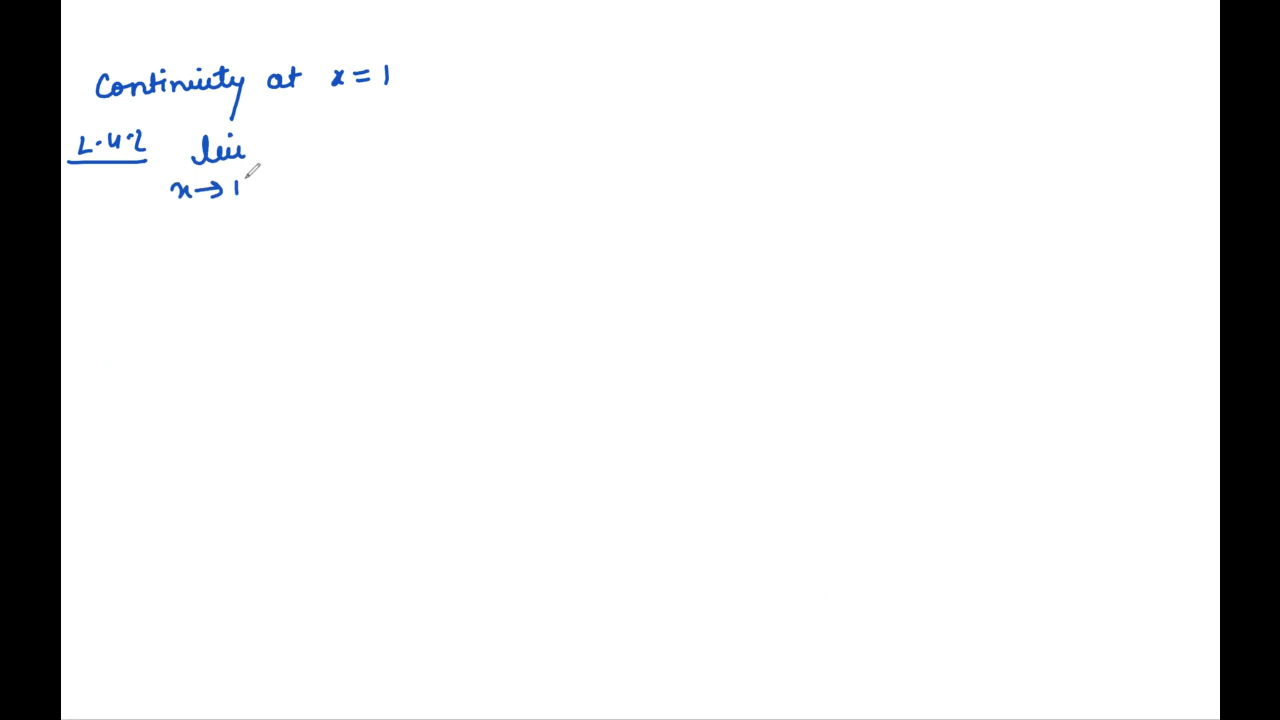 Continuity at x = 1
L.H.L lim
x → 1